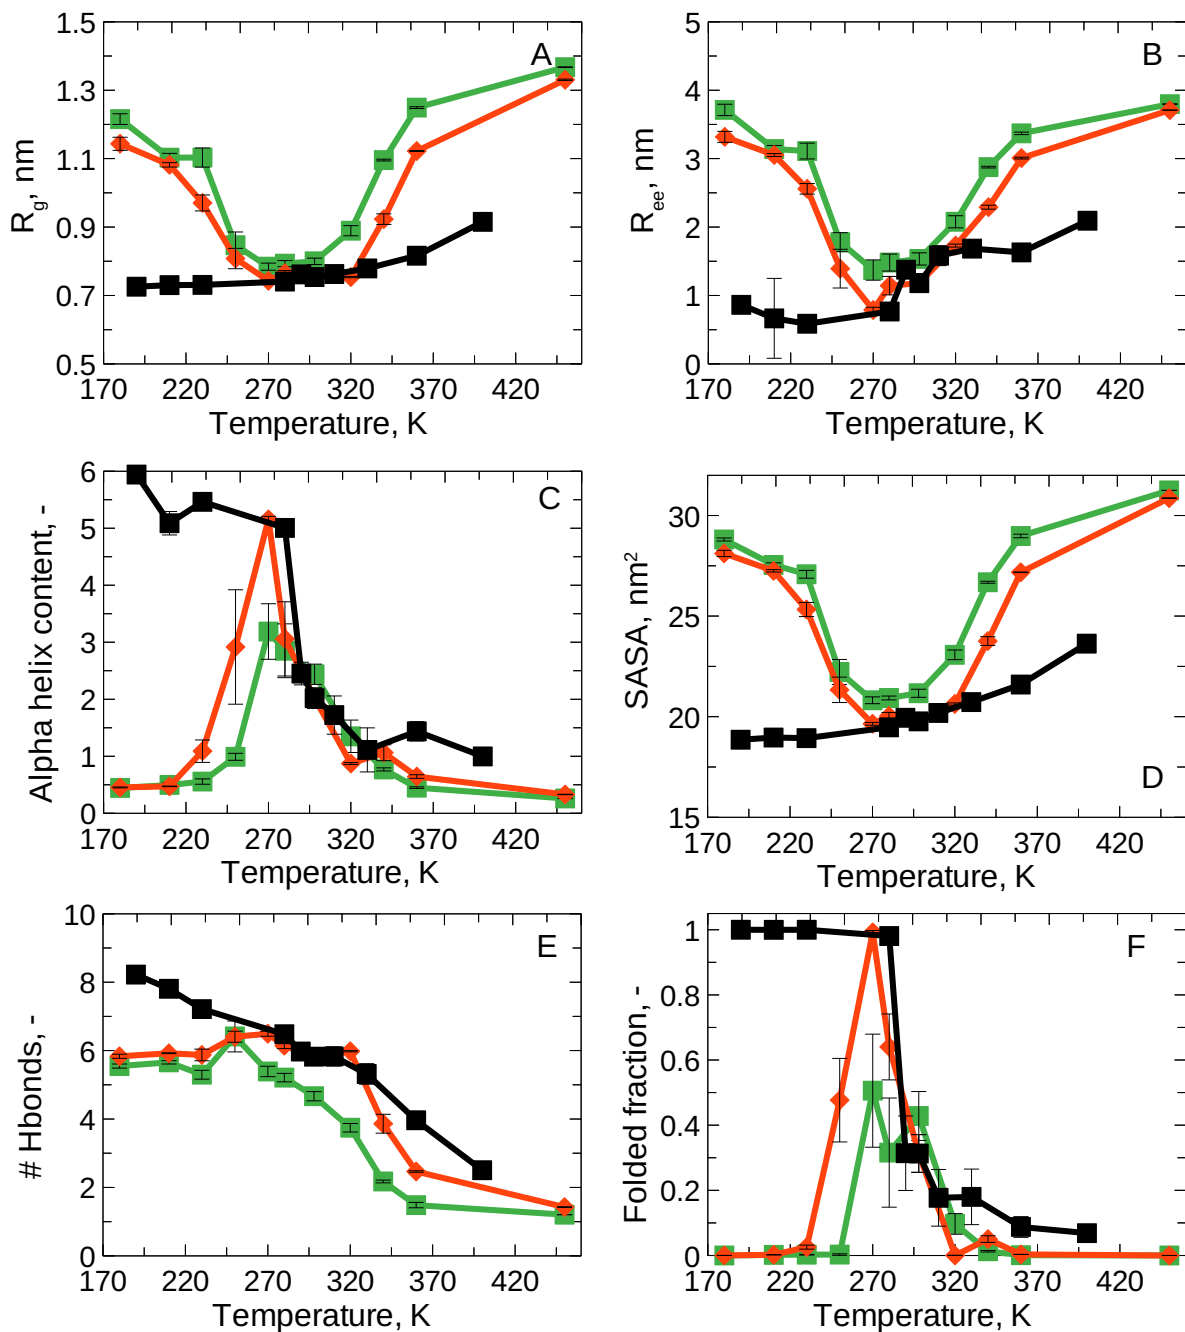 1.5
1.3
1.1
0.9
0.7
0.5
R_g, nm
A
170 220 270 320 370 420
Temperature, K
5
4
3
2
1
0
R_ee, nm
B
170 220 270 320 370 420
Temperature, K
6
5
4
3
2
1
0
Alpha helix content, -
C
170 220 270 320 370 420
Temperature, K
30
25
20
15
SASA, nm²
D
170 220 270 320 370 420
Temperature, K
10
8
6
4
2
0
# Hbonds, -
E
170 220 270 320 370 420
Temperature, K
1
0.8
0.6
0.4
0.2
0
Folded fraction, -
F
170 220 270 320 370 420
Temperature, K